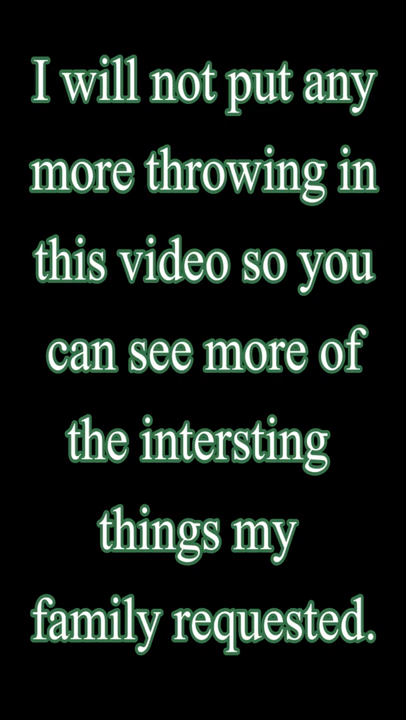 I will not put any
more throwing in
this video so you
can see more of
the intersting
things my
family requested.